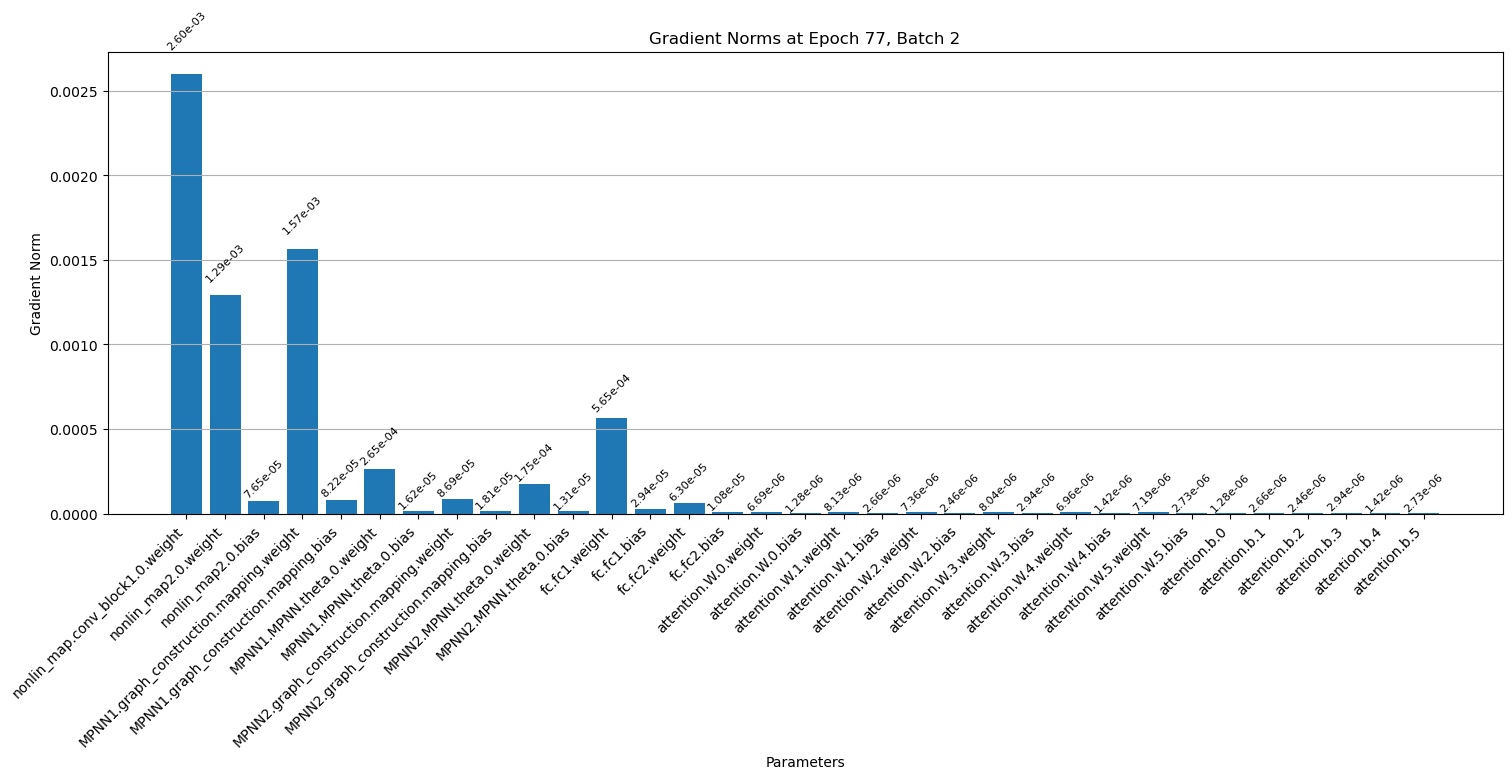 Gradient Norms at Epoch 77, Batch 2
Gradient Norm
0.0025
0.0020
0.0015
0.0010
0.0005
0.0000
2.60e-03
1.29e-03
7.65e-05
1.57e-03
8.22e-05
2.65e-04
1.62e-05
8.69e-05
1.81e-05
1.75e-04
1.31e-05
5.65e-04
2.94e-05
6.30e-05
1.08e-05
6.69e-06
1.28e-06
8.13e-06
2.66e-06
7.36e-06
2.46e-06
8.04e-06
2.94e-06
6.96e-06
1.42e-06
7.19e-06
2.73e-06
1.28e-06
2.66e-06
2.46e-06
2.94e-06
1.42e-06
2.73e-06
nonlin_map.conv_block1.0.weight
nonlin_map2.0.weight
nonlin_map2.0.bias
MPNN1.graph_construction.mapping.weight
MPNN1.graph_construction.mapping.bias
MPNN1.MPNN.theta.0.weight
MPNN1.MPNN.theta.0.bias
MPNN2.graph_construction.mapping.weight
MPNN2.graph_construction.mapping.bias
MPNN2.MPNN.theta.0.weight
MPNN2.MPNN.theta.0.bias
fc.fc1.weight
fc.fc1.bias
fc.fc2.weight
fc.fc2.bias
attention.W.0.weight
attention.W.0.bias
attention.W.1.weight
attention.W.1.bias
attention.W.2.weight
attention.W.2.bias
attention.W.3.weight
attention.W.3.bias
attention.W.4.weight
attention.W.4.bias
attention.W.5.weight
attention.W.5.bias
attention.b.0
attention.b.1
attention.b.2
attention.b.3
attention.b.4
attention.b.5
Parameters